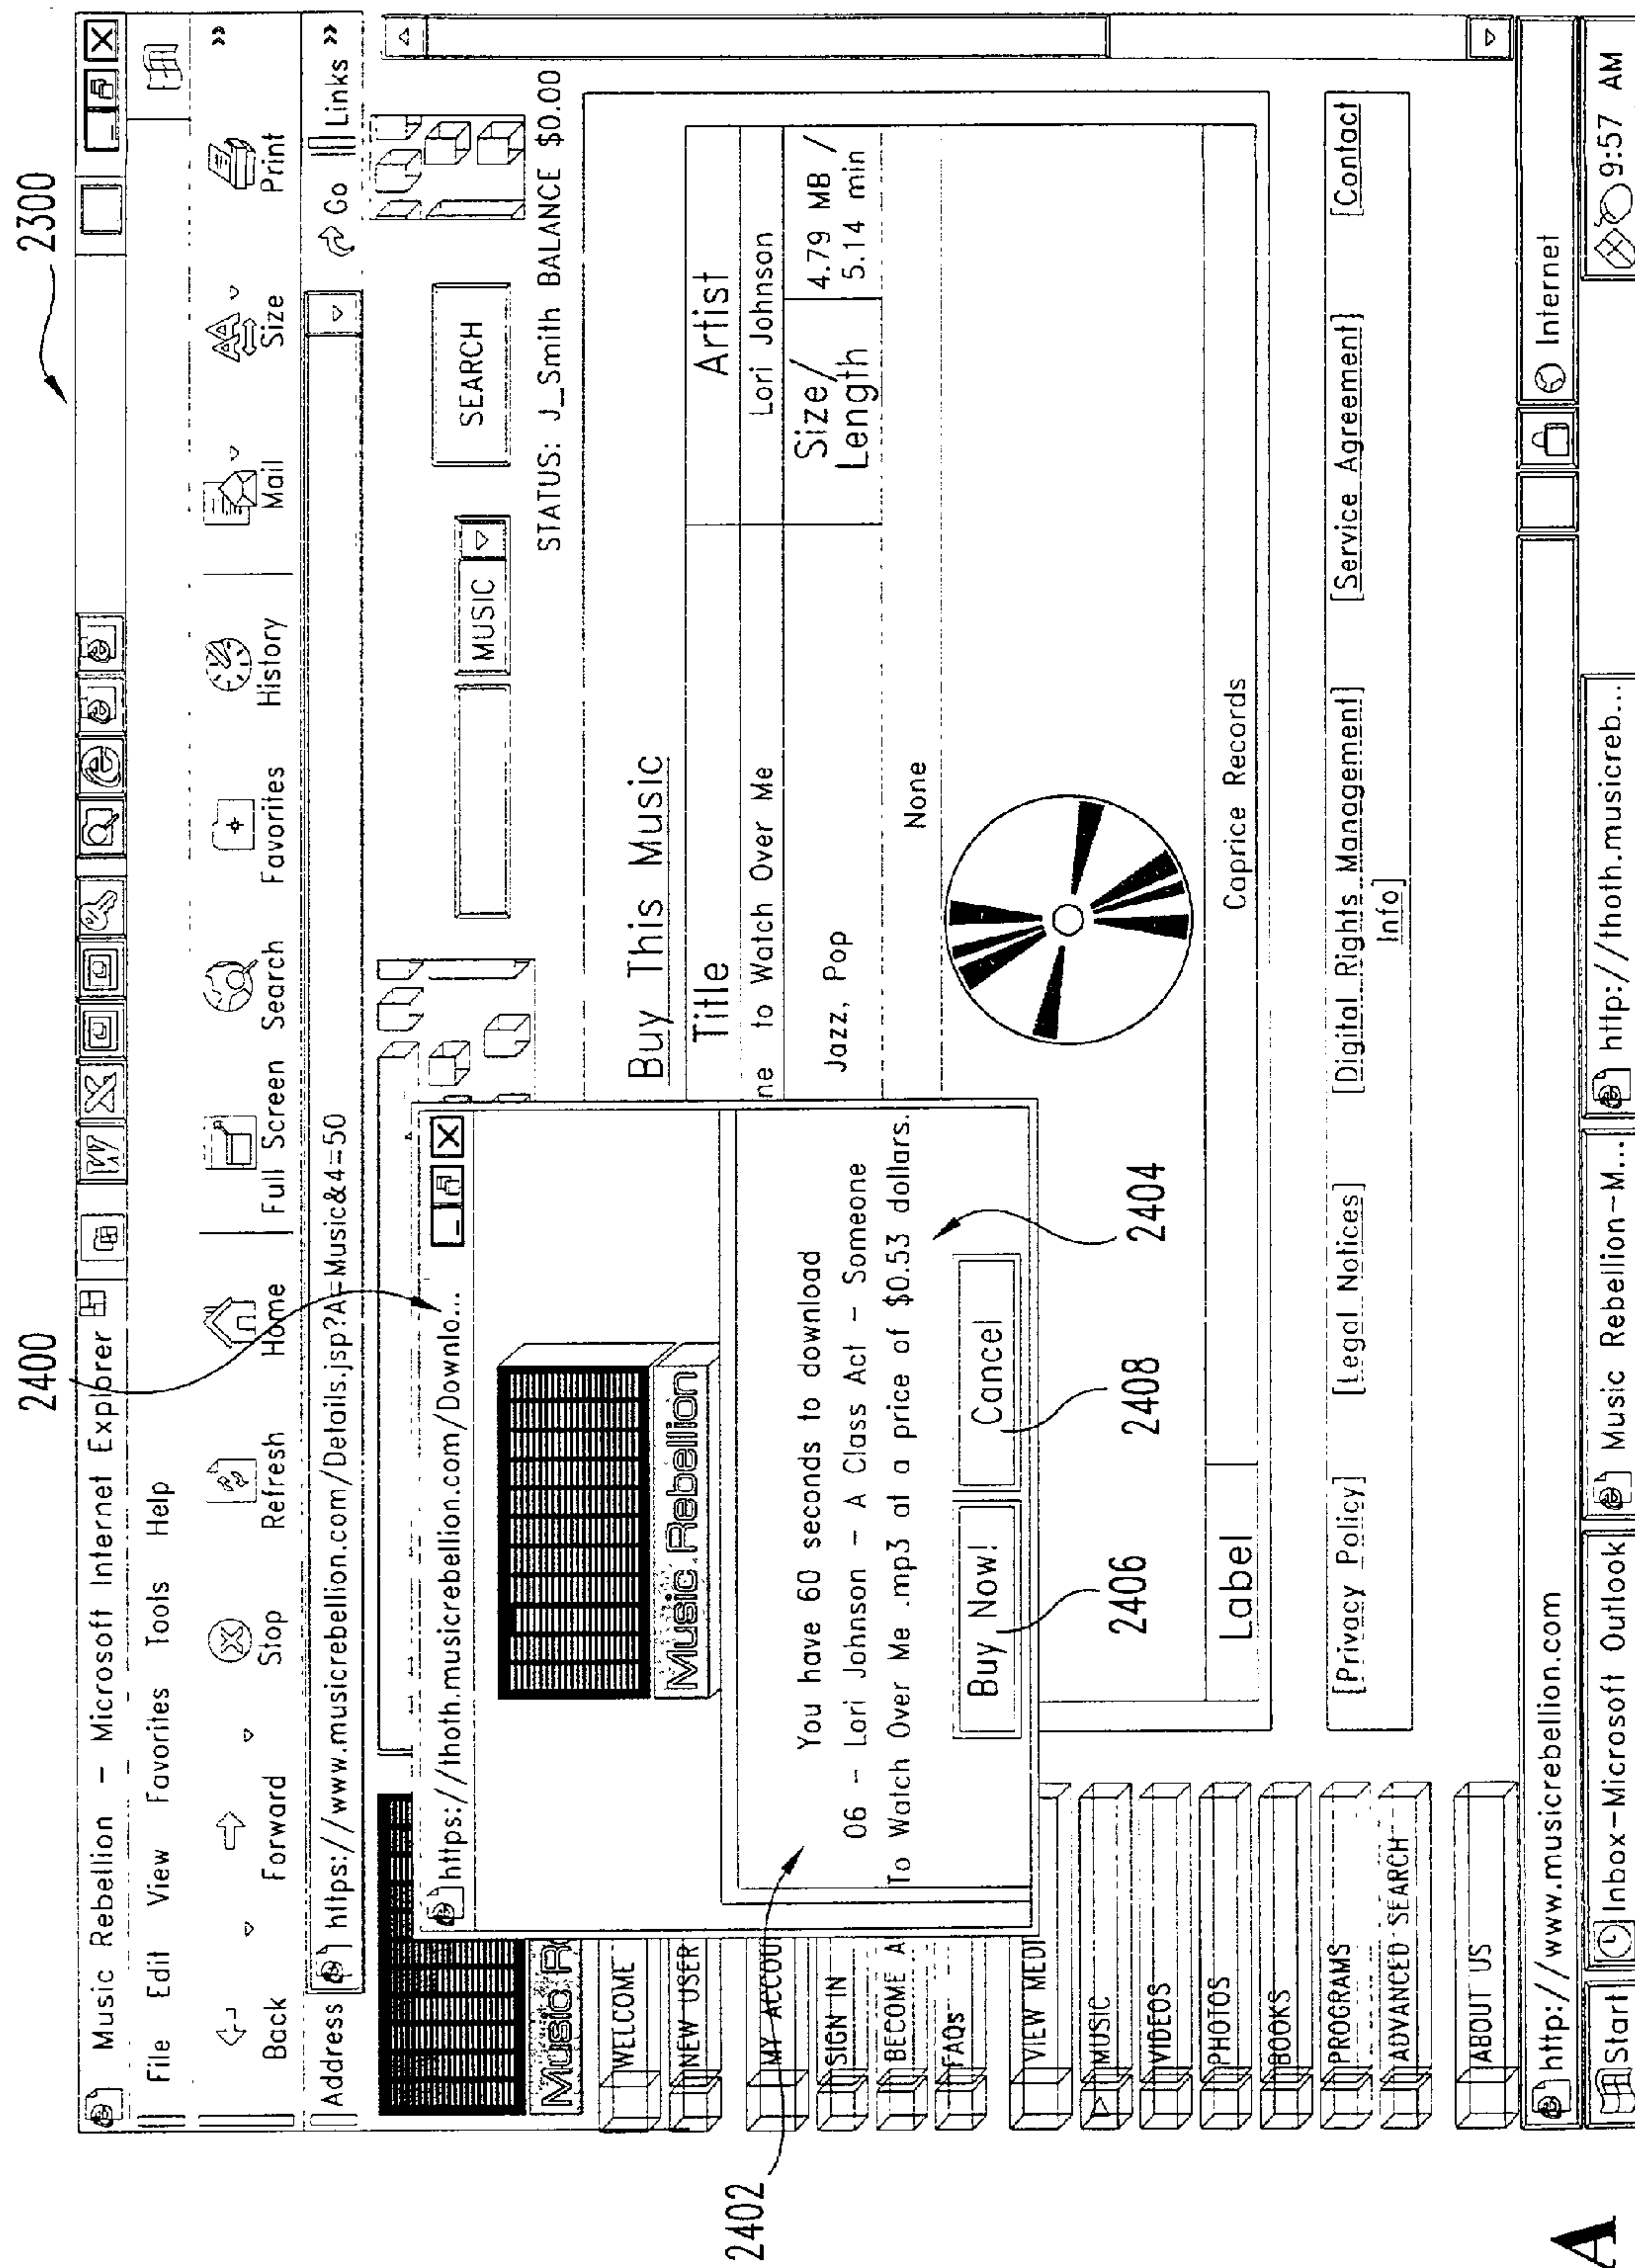 2300
2400
Music Rebellion - Microsoft Internet Explorer
File Edit View Favorites Tools Help
Back Forward Stop Refresh Home Full Screen Search Favorites History Mail Size Print »
Address https://www.musicrebellion.com/Details.jsp?A=Music&4=50 Go Links »
MUSIC SEARCH
STATUS: J_Smith BALANCE $0.00
https://thoth.musicrebellion.com/Downlo...
Music Rebellion
You have 60 seconds to download
06 - Lori Johnson - A Class Act - Someone
To Watch Over Me .mp3 at a price of $0.53 dollars.
Buy Now! Cancel
2402
2404
2406
2408
Buy This Music
Title Artist
ne to Watch Over Me Lori Johnson
Jazz, Pop Size/ Length 4.79 MB / 5.14 min
None
Label Caprice Records
[Privacy Policy] [Legal Notices] [Digital Rights Management] [Service Agreement] [Contact
Info]
Music R
WELCOME
NEW USER
MY ACCOU
SIGN IN
BECOME A
FAQs
VIEW MEDI
MUSIC
VIDEOS
PHOTOS
BOOKS
PROGRAMS
ADVANCED SEARCH
ABOUT US
http://www.musicrebellion.com Internet
Start Inbox-Microsoft Outlook Music Rebellion-M... http://thoth.musicreb... 9:57 AM
A